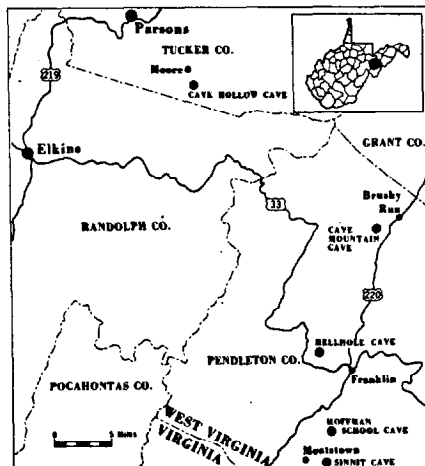 Parsons
TUCKER CO.
219
Moore
CAVE HOLLOW CAVE
GRANT CO.
Elkins
Brushy
Run
33
RANDOLPH CO.
CAVE
MOUNTAIN
CAVE
220
HELLHOLE CAVE
PENDLETON CO.
Franklin
POCAHONTAS CO.
HOFFMAN
SCHOOL CAVE
WEST VIRGINIA
VIRGINIA
0 5 Miles
SINNIT CAVE